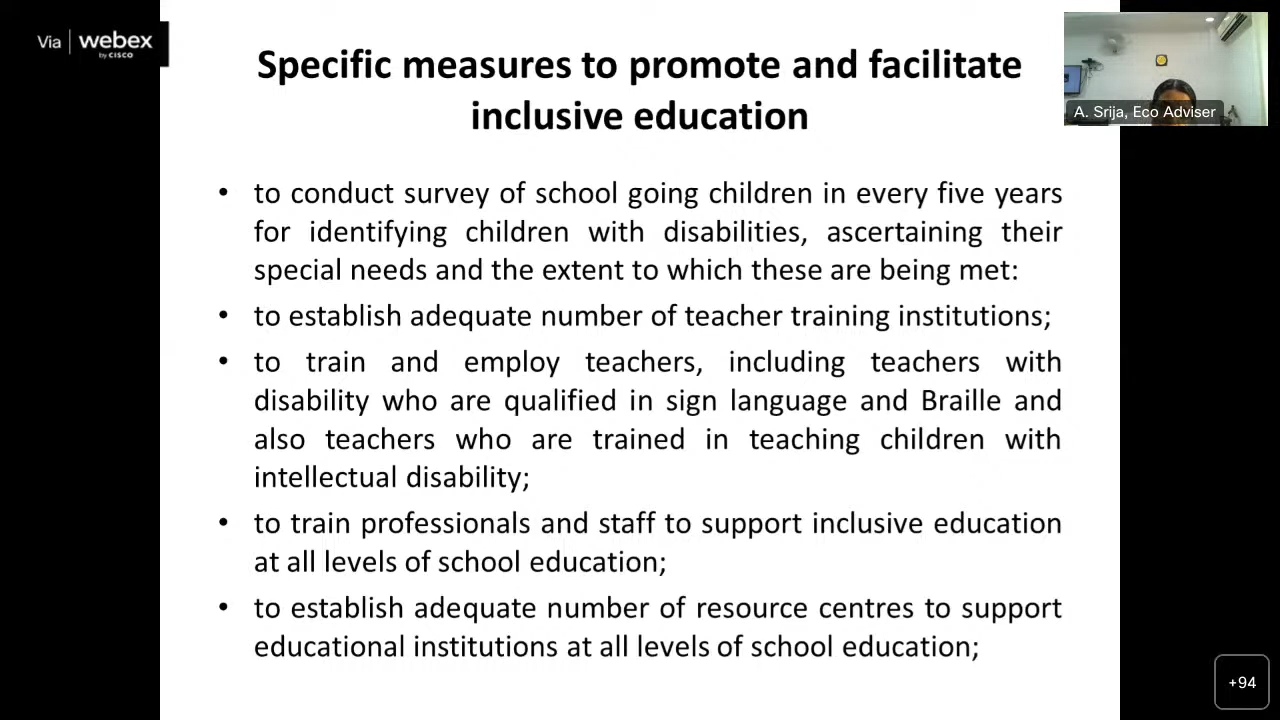 Via | webex
by CISCO
Specific measures to promote and facilitate
inclusive education
A. Srija, Eco Adviser
• to conduct survey of school going children in every five years
for identifying children with disabilities, ascertaining their
special needs and the extent to which these are being met:
• to establish adequate number of teacher training institutions;
• to train and employ teachers, including teachers with
disability who are qualified in sign language and Braille and
also teachers who are trained in teaching children with
intellectual disability;
• to train professionals and staff to support inclusive education
at all levels of school education;
• to establish adequate number of resource centres to support
educational institutions at all levels of school education;
+94